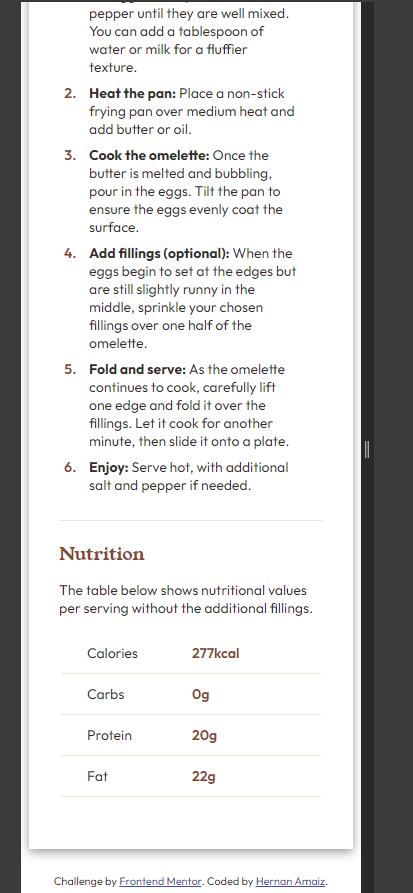 pepper until they are well mixed.
You can add a tablespoon of
water or milk for a fluffier
texture.
2. Heat the pan: Place a non-stick
frying pan over medium heat and
add butter or oil.
3. Cook the omelette: Once the
butter is melted and bubbling,
pour in the eggs. Tilt the pan to
ensure the eggs evenly coat the
surface.
4. Add fillings (optional): When the
eggs begin to set at the edges but
are still slightly runny in the
middle, sprinkle your chosen
fillings over one half of the
omelette.
5. Fold and serve: As the omelette
continues to cook, carefully lift
one edge and fold it over the
fillings. Let it cook for another
minute, then slide it onto a plate.
6. Enjoy: Serve hot, with additional
salt and pepper if needed.
Nutrition
The table below shows nutritional values
per serving without the additional fillings.
Calories 277kcal
Carbs 0g
Protein 20g
Fat 22g
Challenge by Frontend Mentor. Coded by Hernan Amaiz.